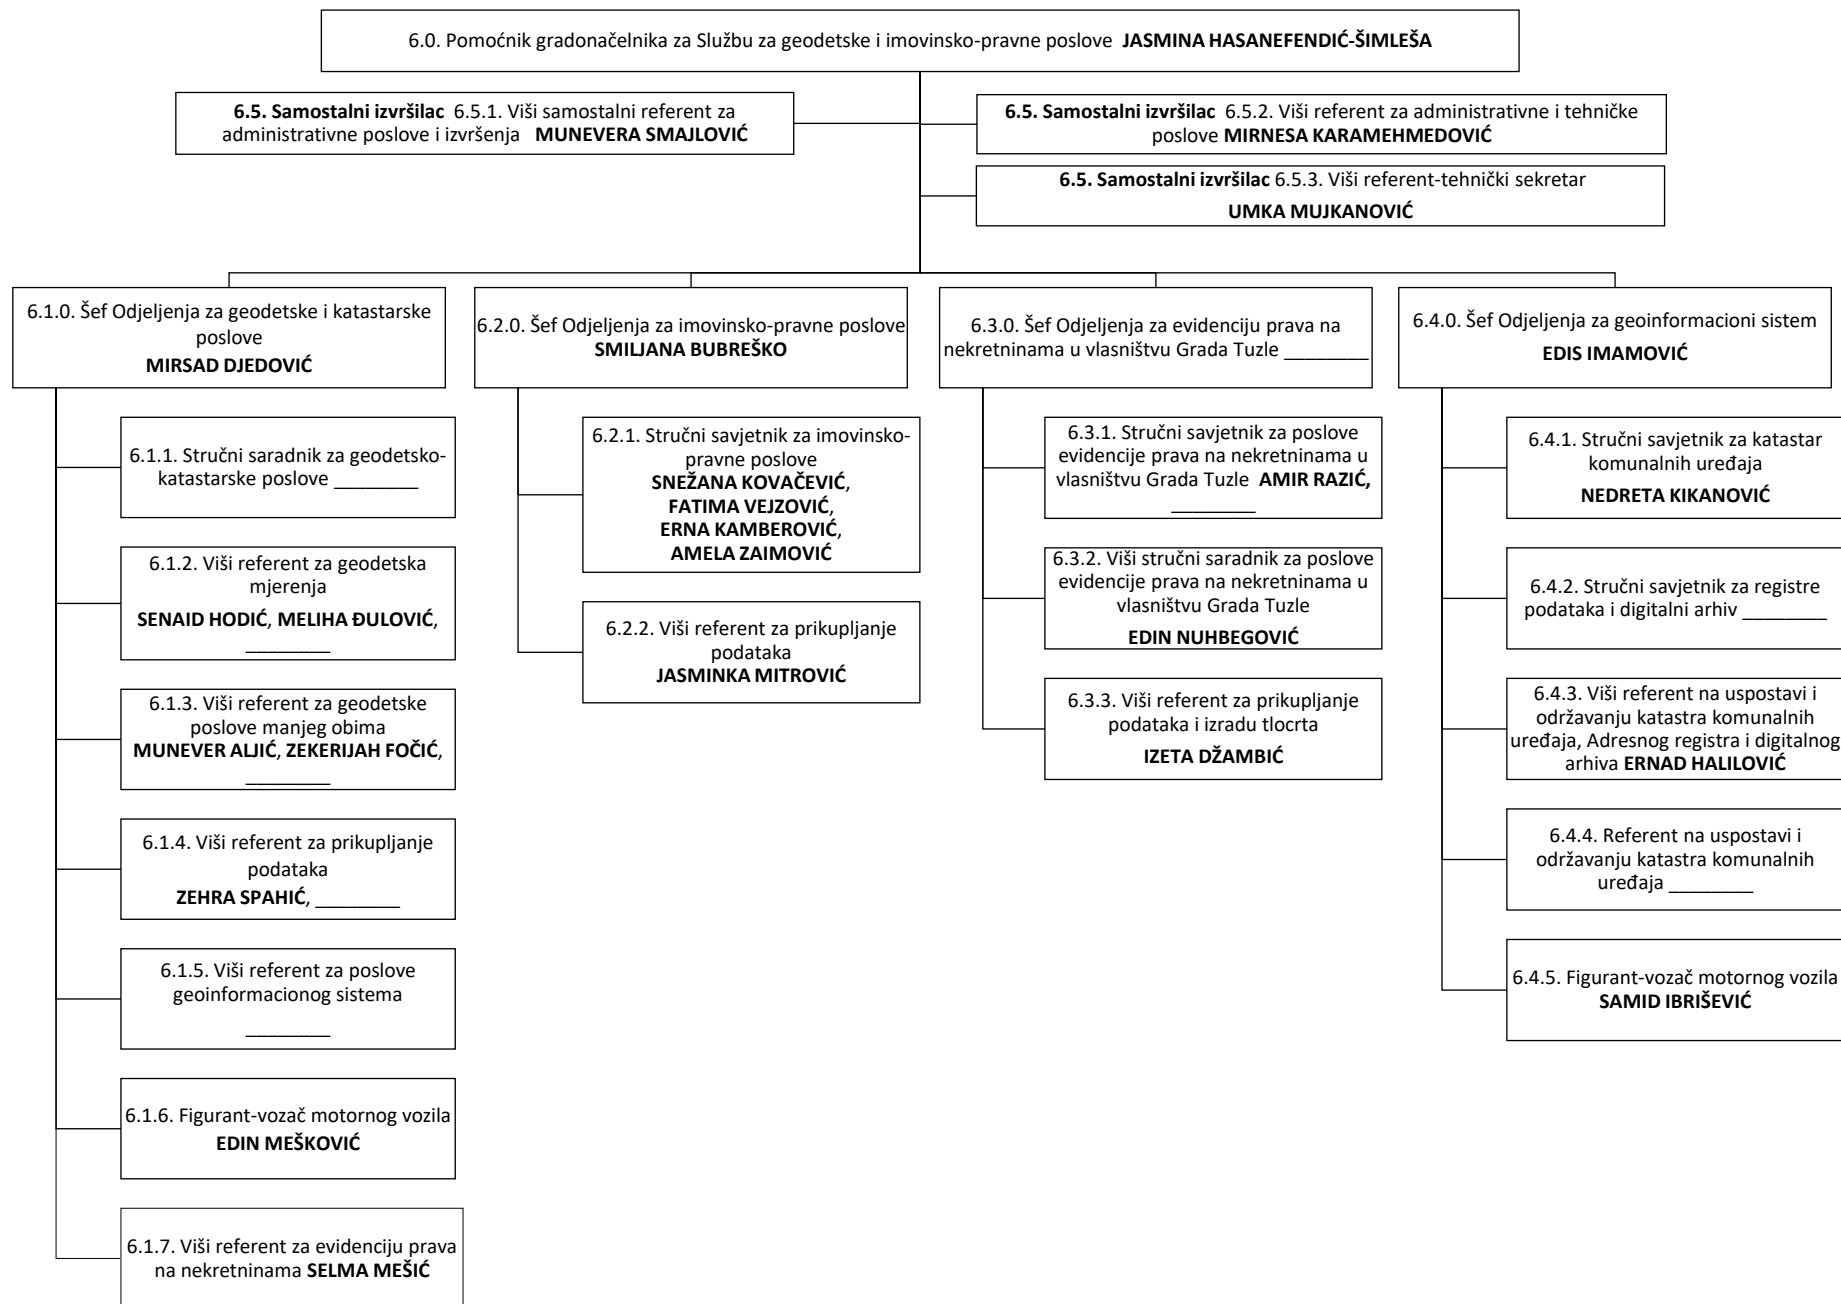 6.0. Pomoćnik gradonačelnika za Službu za geodetske i imovinsko-pravne poslove JASMINA HASANEFENDIĆ-ŠIMLEŠA
6.5. Samostalni izvršilac 6.5.1. Viši samostalni referent za
administrativne poslove i izvršenja MUNEVERA SMAJLOVIĆ
6.5. Samostalni izvršilac 6.5.2. Viši referent za administrativne i tehničke
poslove MIRNESA KARAMEHMEDOVIĆ
6.5. Samostalni izvršilac 6.5.3. Viši referent-tehnički sekretar
UMKA MUJKANOVIĆ
6.1.0. Šef Odjeljenja za geodetske i katastarske
poslove
MIRSAD DJEDOVIĆ
6.1.1. Stručni saradnik za geodetsko-
katastarske poslove ________
6.1.2. Viši referent za geodetska
mjerenja
SENAID HODIĆ, MELIHA ĐULOVIĆ,
________
6.1.3. Viši referent za geodetske
poslove manjeg obima
MUNEVER ALJIĆ, ZEKERIJAH FOČIĆ,
________
6.1.4. Viši referent za prikupljanje
podataka
ZEHRA SPAHIĆ, ________
6.1.5. Viši referent za poslove
geoinformacionog sistema
________
6.1.6. Figurant-vozač motornog vozila
EDIN MEŠKOVIĆ
6.1.7. Viši referent za evidenciju prava
na nekretninama SELMA MEŠIĆ
6.2.0. Šef Odjeljenja za imovinsko-pravne poslove
SMILJANA BUBREŠKO
6.2.1. Stručni savjetnik za imovinsko-
pravne poslove
SNEŽANA KOVAČEVIĆ,
FATIMA VEJZOVIĆ,
ERNA KAMBEROVIĆ,
AMELA ZAIMOVIĆ
6.2.2. Viši referent za prikupljanje
podataka
JASMINKA MITROVIĆ
6.3.0. Šef Odjeljenja za evidenciju prava na
nekretninama u vlasništvu Grada Tuzle ________
6.3.1. Stručni savjetnik za poslove
evidencije prava na nekretninama u
vlasništvu Grada Tuzle AMIR RAZIĆ,
________
6.3.2. Viši stručni saradnik za poslove
evidencije prava na nekretninama u
vlasništvu Grada Tuzle
EDIN NUHBEGOVIĆ
6.3.3. Viši referent za prikupljanje
podataka i izradu tlocrta
IZETA DŽAMBIĆ
6.4.0. Šef Odjeljenja za geoinformacioni sistem
EDIS IMAMOVIĆ
6.4.1. Stručni savjetnik za katastar
komunalnih uređaja
NEDRETA KIKANOVIĆ
6.4.2. Stručni savjetnik za registre
podataka i digitalni arhiv ________
6.4.3. Viši referent na uspostavi i
održavanju katastra komunalnih
uređaja, Adresnog registra i digitalnog
arhiva ERNAD HALILOVIĆ
6.4.4. Referent na uspostavi i
održavanju katastra komunalnih
uređaja ________
6.4.5. Figurant-vozač motornog vozila
SAMID IBRIŠEVIĆ